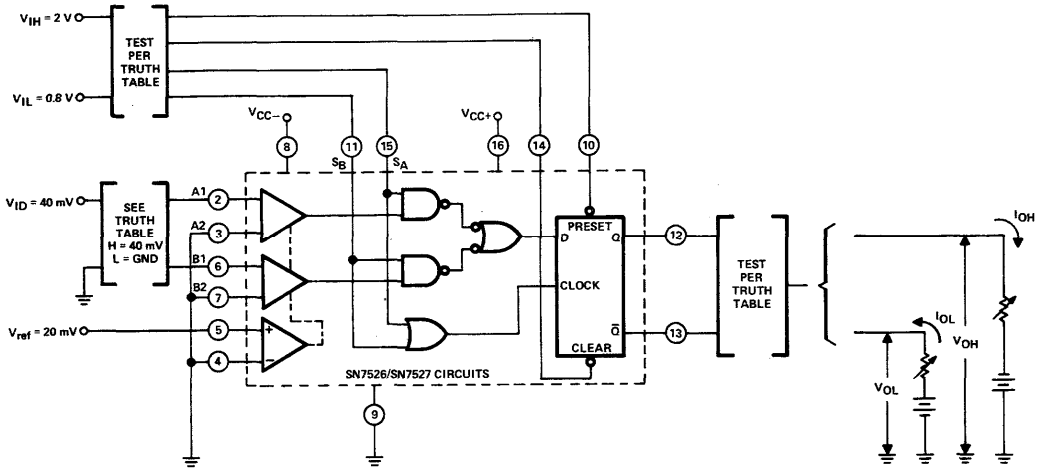 V_IH = 2 V
TEST
PER
TRUTH
TABLE
V_IL = 0.8 V
V_CC−
V_CC+
8
11
15
16
14
10
S_B
S_A
V_ID = 40 mV
SEE
TRUTH
TABLE
H = 40 mV
L = GND
A1
2
A2
3
B1
6
B2
7
V_ref = 20 mV
5
+
4
−
PRESET
D
Q
CLOCK
Q̅
CLEAR
12
13
SN7526/SN7527 CIRCUITS
9
TEST
PER
TRUTH
TABLE
I_OH
I_OL
V_OH
V_OL